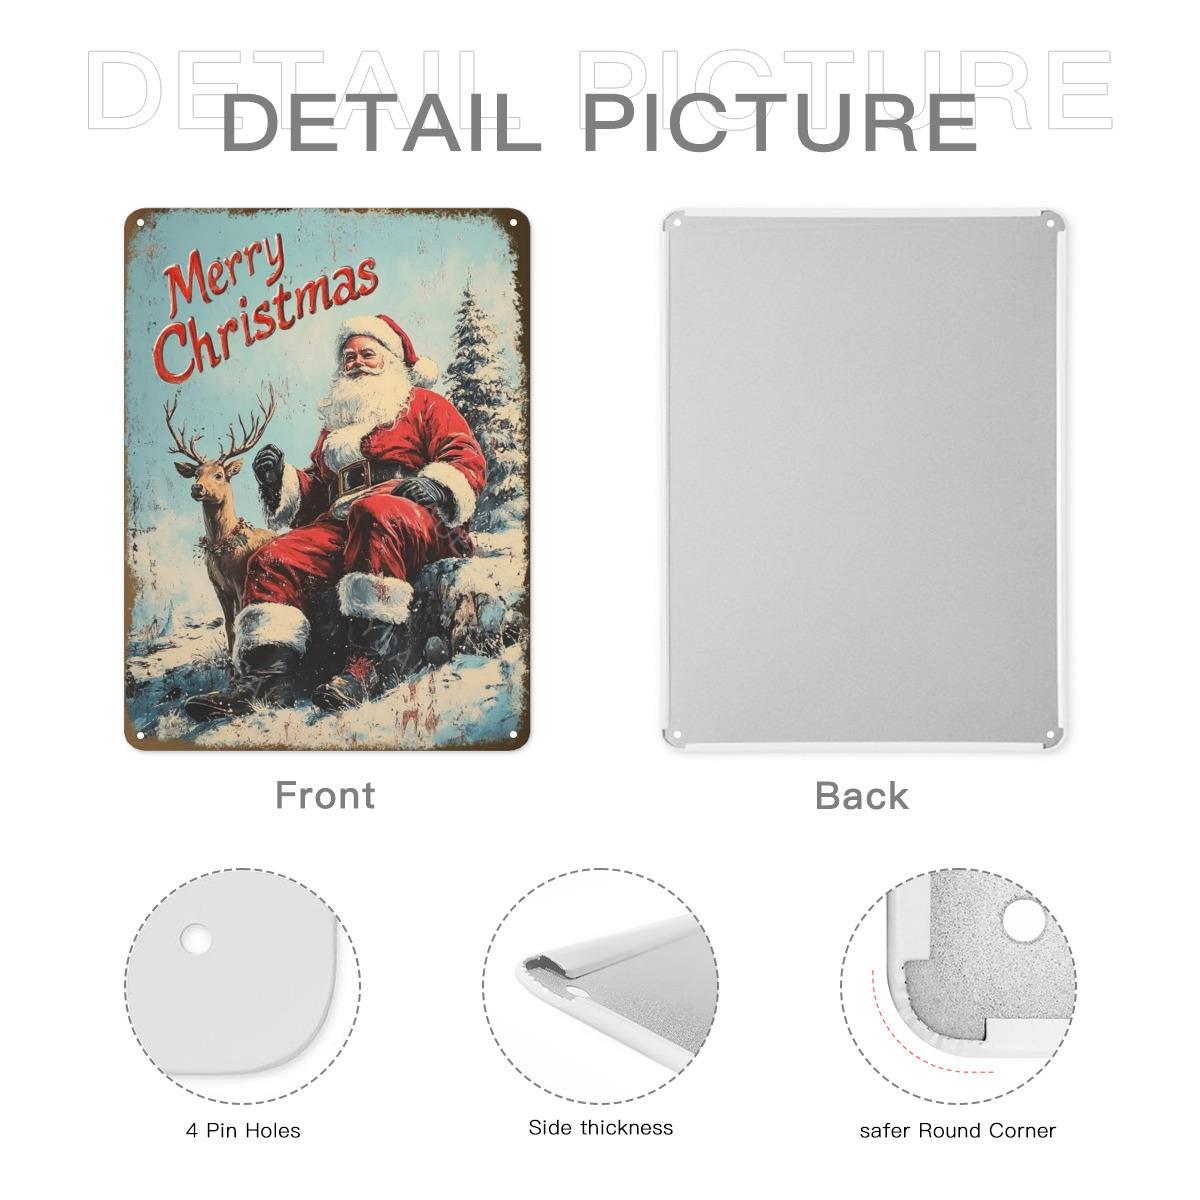 DETAIL PICTURE
DETAIL PICTURE
Merry
Christmas
Front
Back
4 Pin Holes
Side thickness
safer Round Corner